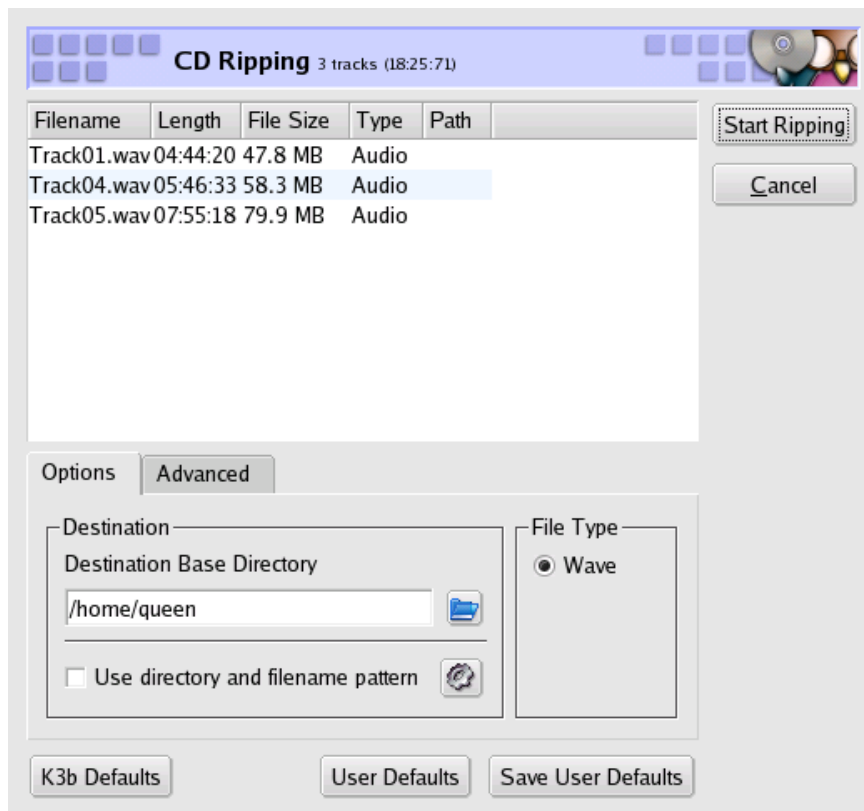 CD Ripping 3 tracks (18:25:71)
Filename Length File Size Type Path
Start Ripping
Track01.wav 04:44:20 47.8 MB Audio
Track04.wav 05:46:33 58.3 MB Audio
Cancel
Track05.wav 07:55:18 79.9 MB Audio
Options Advanced
Destination
File Type
Destination Base Directory
Wave
/home/queen
Use directory and filename pattern
K3b Defaults User Defaults Save User Defaults